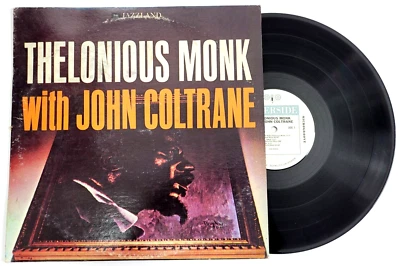 JAZZLAND
THELONIOUS MONK
with JOHN COLTRANE
RIVERSIDE
THELONIOUS MONK
JOHN COLTRANE